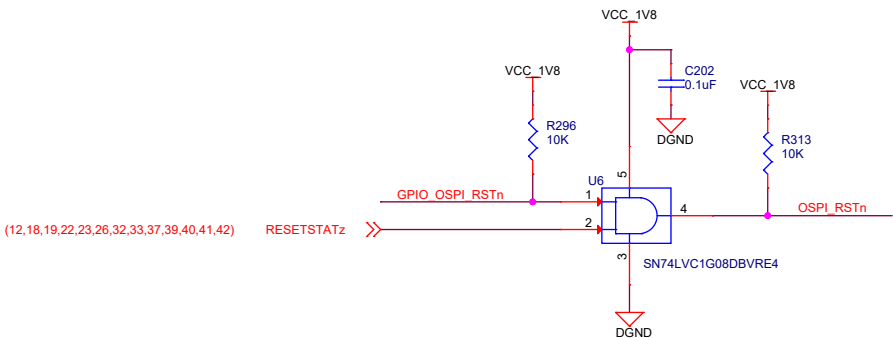 VCC_1V8
VCC_1V8
C202
0.1uF
VCC_1V8
DGND
R296
10K
R313
10K
U6
5
GPIO_OSPI_RSTn
1
4
OSPI_RSTn
(12,18,19,22,23,26,32,33,37,39,40,41,42)
RESETSTATz
2
3
SN74LVC1G08DBVRE4
DGND